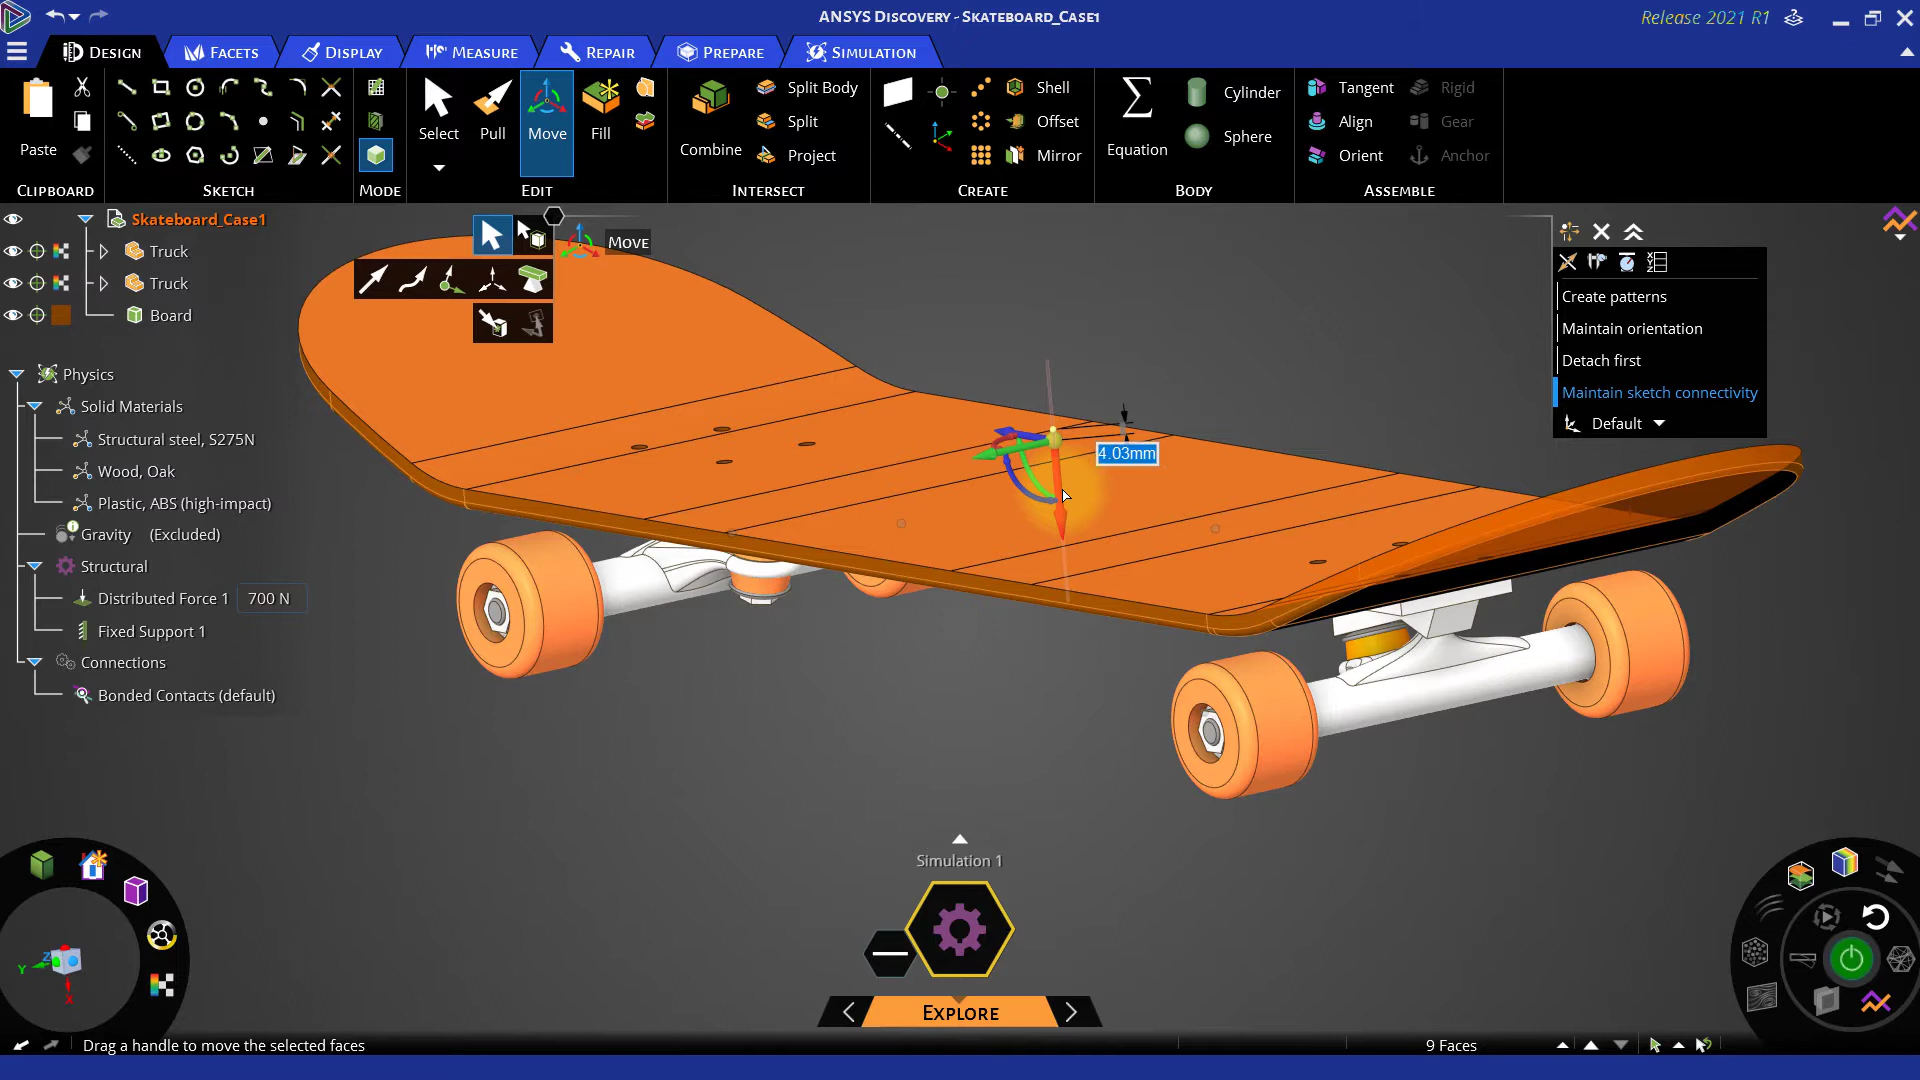 ANSYS Discovery - Skateboard_Case1
Release 2021 R1
Design
Facets
Display
Measure
Repair
Prepare
Simulation
Paste
Clipboard
Sketch
Mode
Select
Pull
Move
Fill
Edit
Combine
Split Body
Split
Project
Intersect
Shell
Offset
Mirror
Create
Equation
Cylinder
Sphere
Body
Tangent
Align
Orient
Rigid
Gear
Anchor
Assemble
Skateboard_Case1
Truck
Truck
Board
Physics
Solid Materials
Structural steel, S275N
Wood, Oak
Plastic, ABS (high-impact)
Gravity (Excluded)
Structural
Distributed Force 1 700 N
Fixed Support 1
Connections
Bonded Contacts (default)
Move
4.03mm
Create patterns
Maintain orientation
Detach first
Maintain sketch connectivity
Default
Simulation 1
Explore
Y
Z
X
Drag a handle to move the selected faces
9 Faces